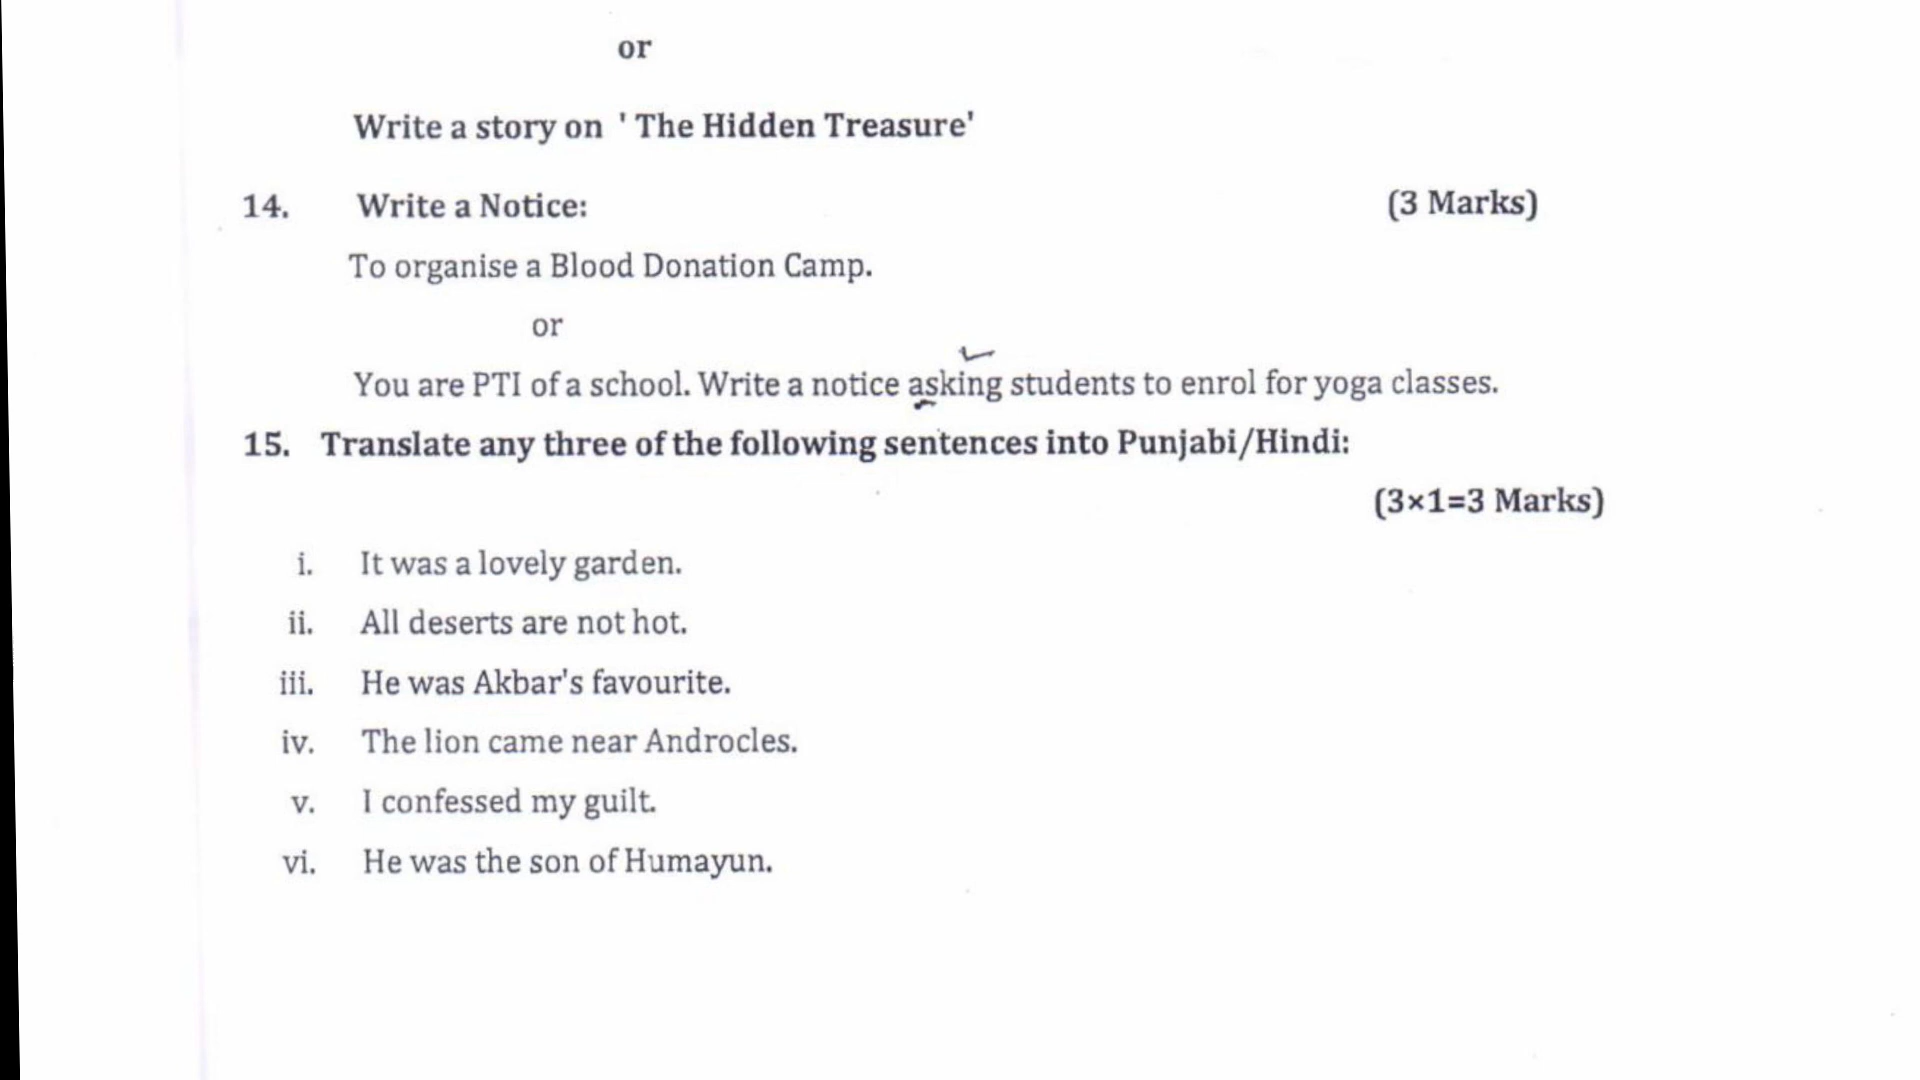 or
Write a story on ' The Hidden Treasure'
14. Write a Notice: (3 Marks)
To organise a Blood Donation Camp.
or
You are PTI of a school. Write a notice asking students to enrol for yoga classes.
15. Translate any three of the following sentences into Punjabi/Hindi:
(3×1=3 Marks)
i. It was a lovely garden.
ii. All deserts are not hot.
iii. He was Akbar's favourite.
iv. The lion came near Androcles.
v. I confessed my guilt.
vi. He was the son of Humayun.